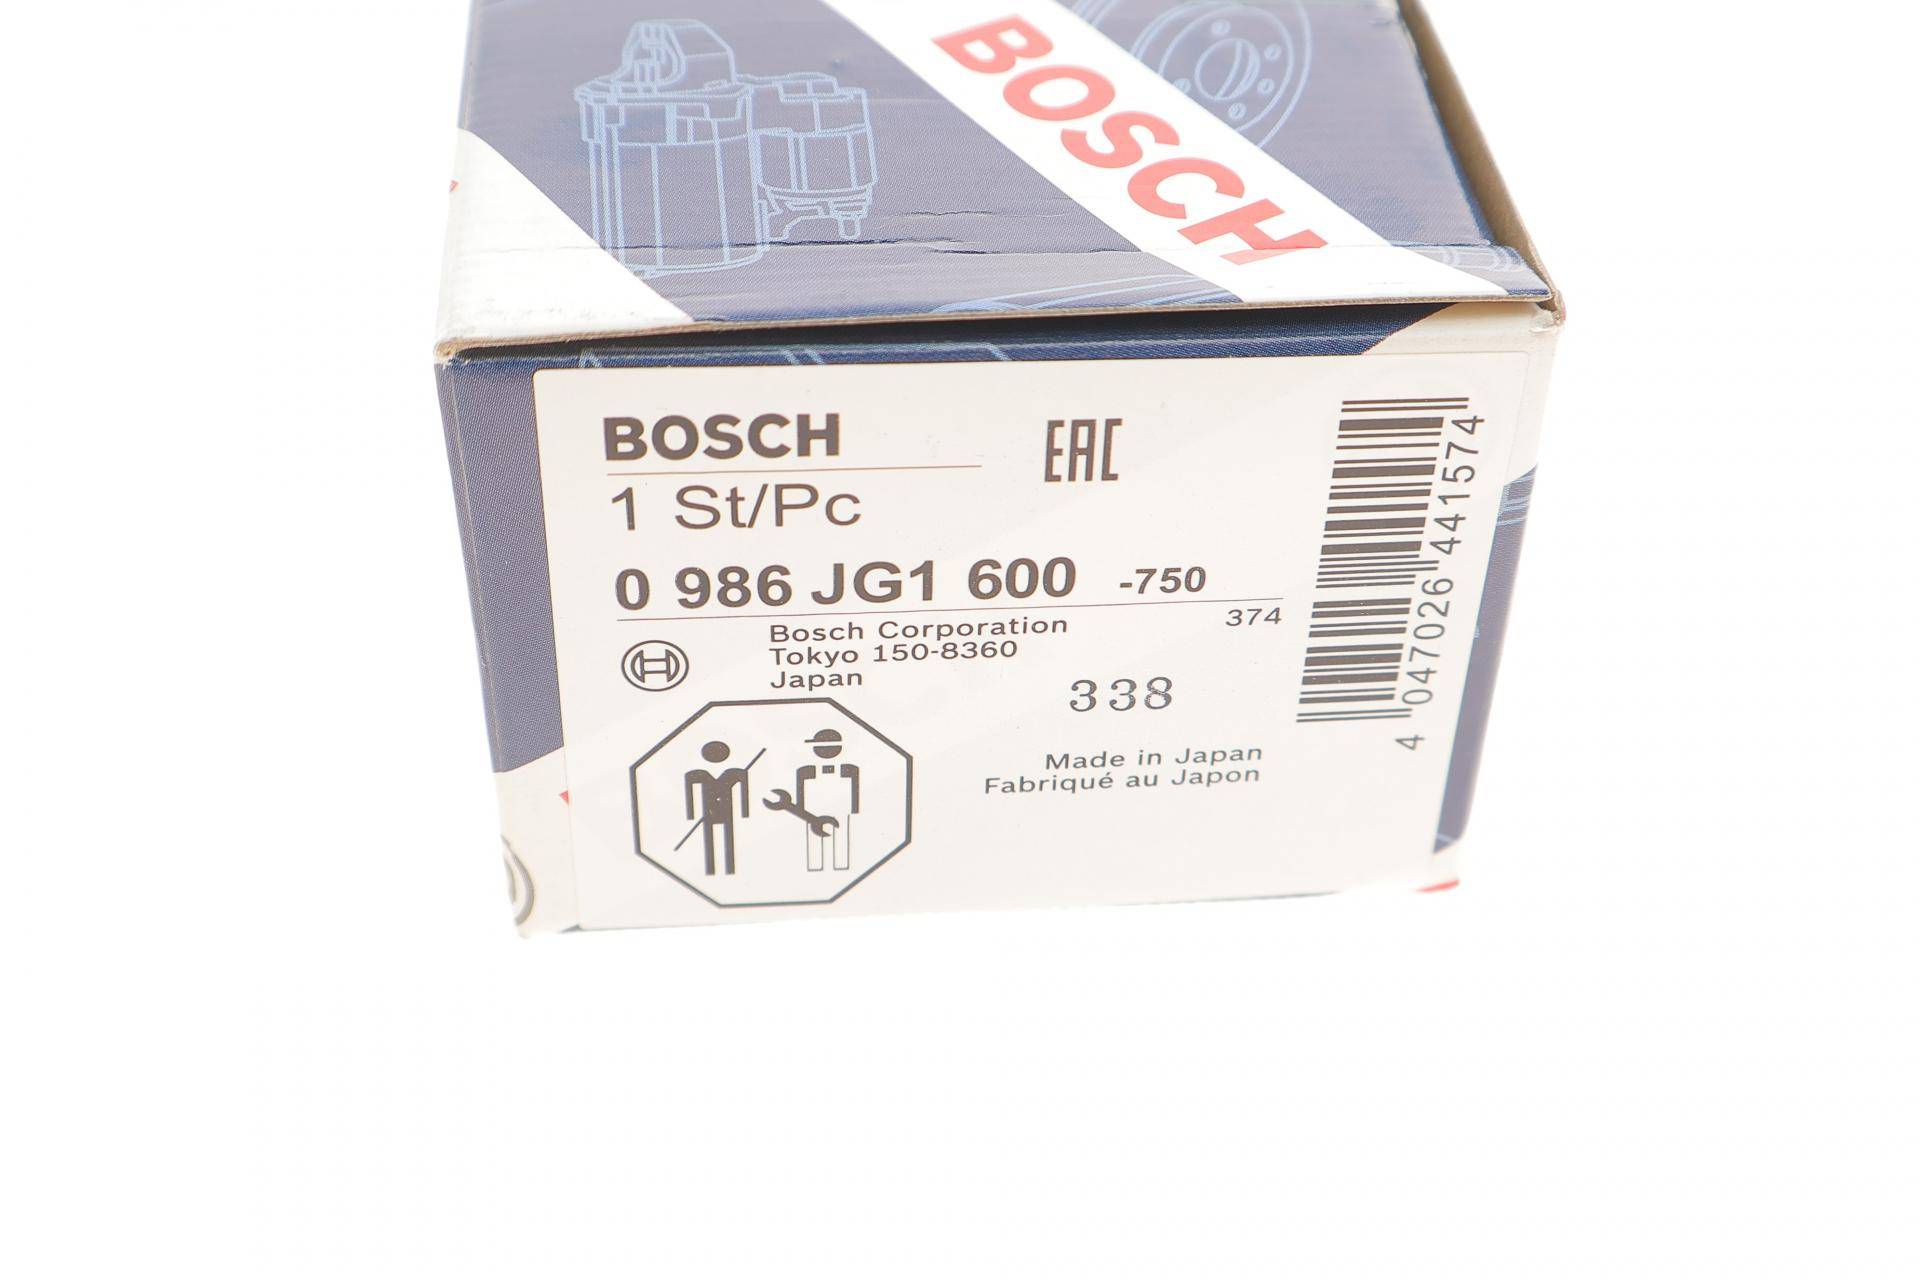 BOSCH
BOSCH
EAC
1 St/Pc
0 986 JG1 600 -750
374
Bosch Corporation
Tokyo 150-8360
Japan
338
Made in Japan
Fabriqué au Japon
4 047026 441574